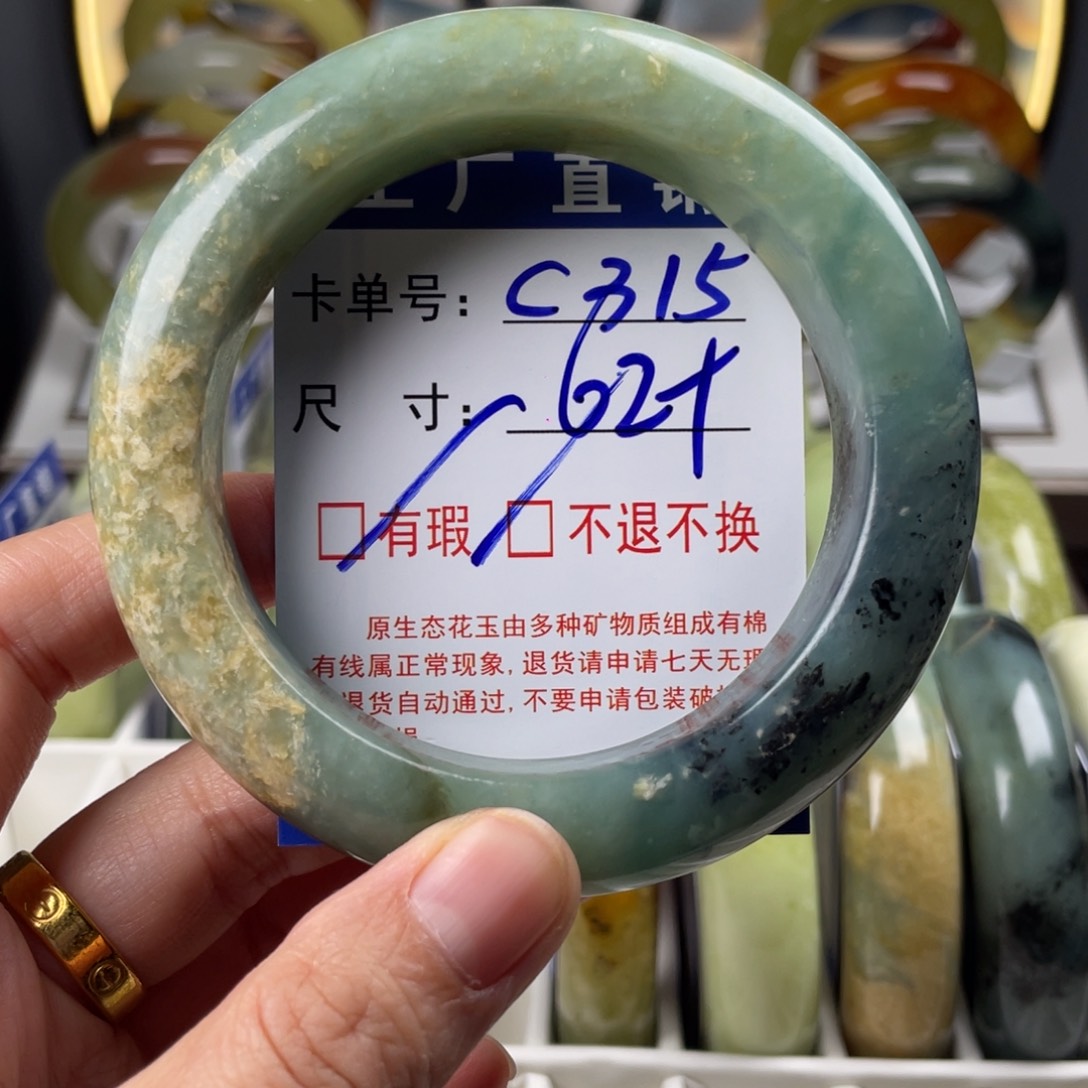 工厂直销
卡单号: C315
尺 寸: 62+
有瑕 不退不换
原生态花玉由多种矿物质组成有棉
有线属正常现象, 退货请申请七天无理
退货自动通过, 不要申请包装破损